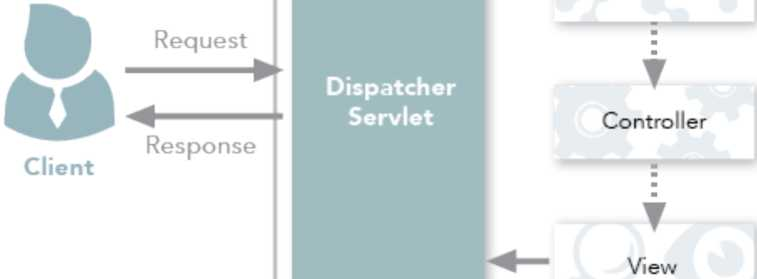 Request
Dispatcher
Servlet
Controller
Response
Client
View